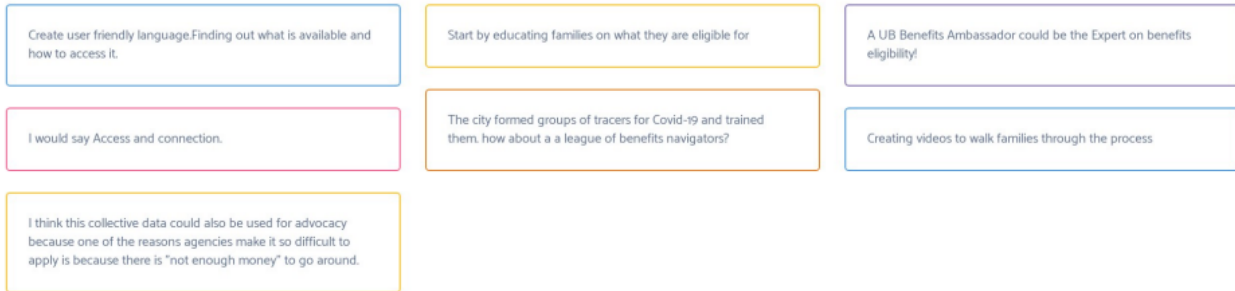 Create user friendly language.Finding out what is available and
how to access it.
Start by educating families on what they are eligible for
A UB Benefits Ambassador could be the Expert on benefits
eligibility!
I would say Access and connection.
The city formed groups of tracers for Covid-19 and trained
them. how about a a league of benefits navigators?
Creating videos to walk families through the process
I think this collective data could also be used for advocacy
because one of the reasons agencies make it so difficult to
apply is because there is "not enough money" to go around.